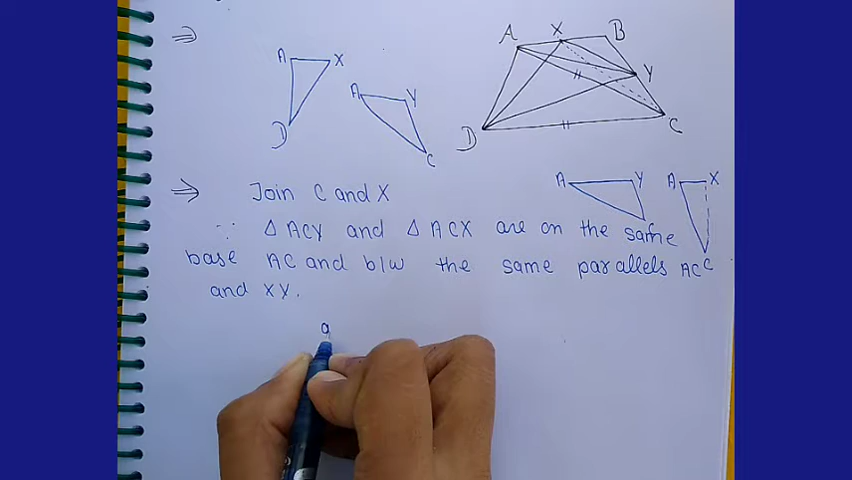 ⇒
A X
D
A Y
C
A X B
Y
D C
⇒ Join C and X
A Y A X
∵ △ ACY and △ ACX are on the same
base AC and b/w the same parallels AC C
and XY.
a